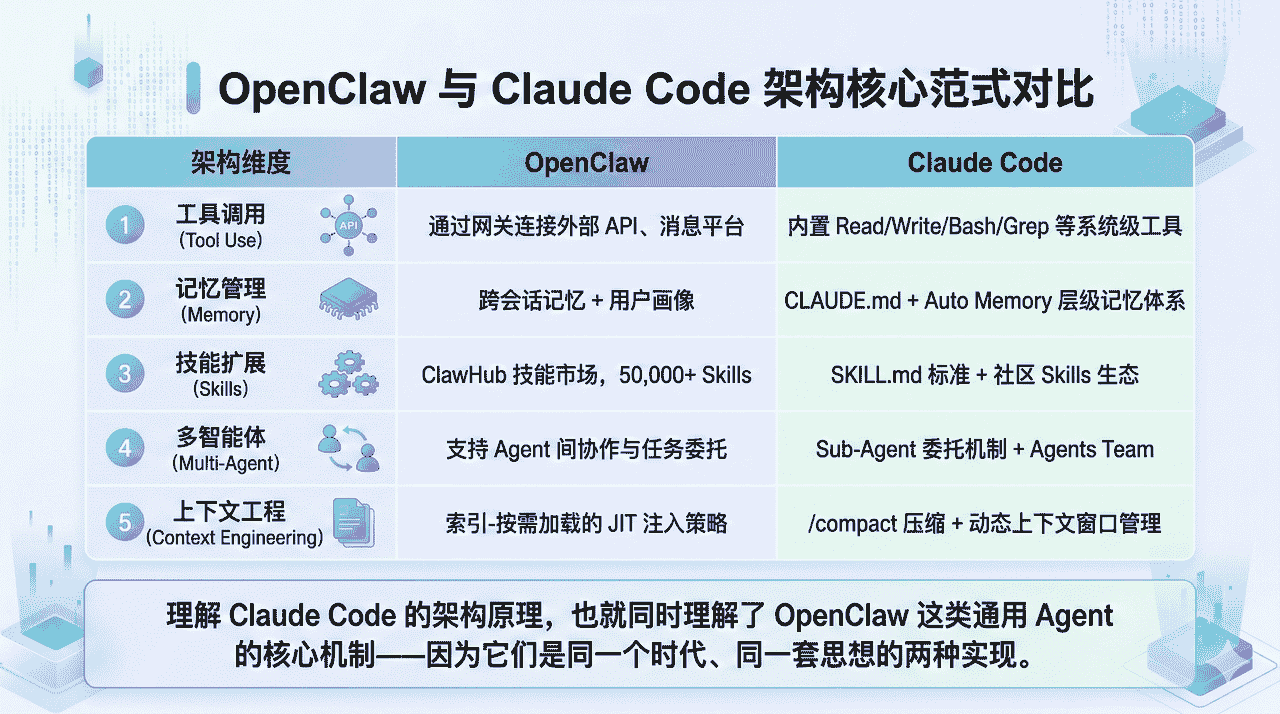 OpenClaw 与 Claude Code 架构核心范式对比
架构维度
OpenClaw
Claude Code
1
工具调用
(Tool Use)
API
通过网关连接外部 API、消息平台
内置 Read/Write/Bash/Grep 等系统级工具
2
记忆管理
(Memory)
跨会话记忆 + 用户画像
CLAUDE.md + Auto Memory 层级记忆体系
3
技能扩展
(Skills)
ClawHub 技能市场，50,000+ Skills
SKILL.md 标准 + 社区 Skills 生态
4
多智能体
(Multi-Agent)
支持 Agent 间协作与任务委托
Sub-Agent 委托机制 + Agents Team
5
上下文工程
(Context Engineering)
索引-按需加载的 JIT 注入策略
/compact 压缩 + 动态上下文窗口管理
理解 Claude Code 的架构原理，也就同时理解了 OpenClaw 这类通用 Agent
的核心机制——因为它们是同一个时代、同一套思想的两种实现。